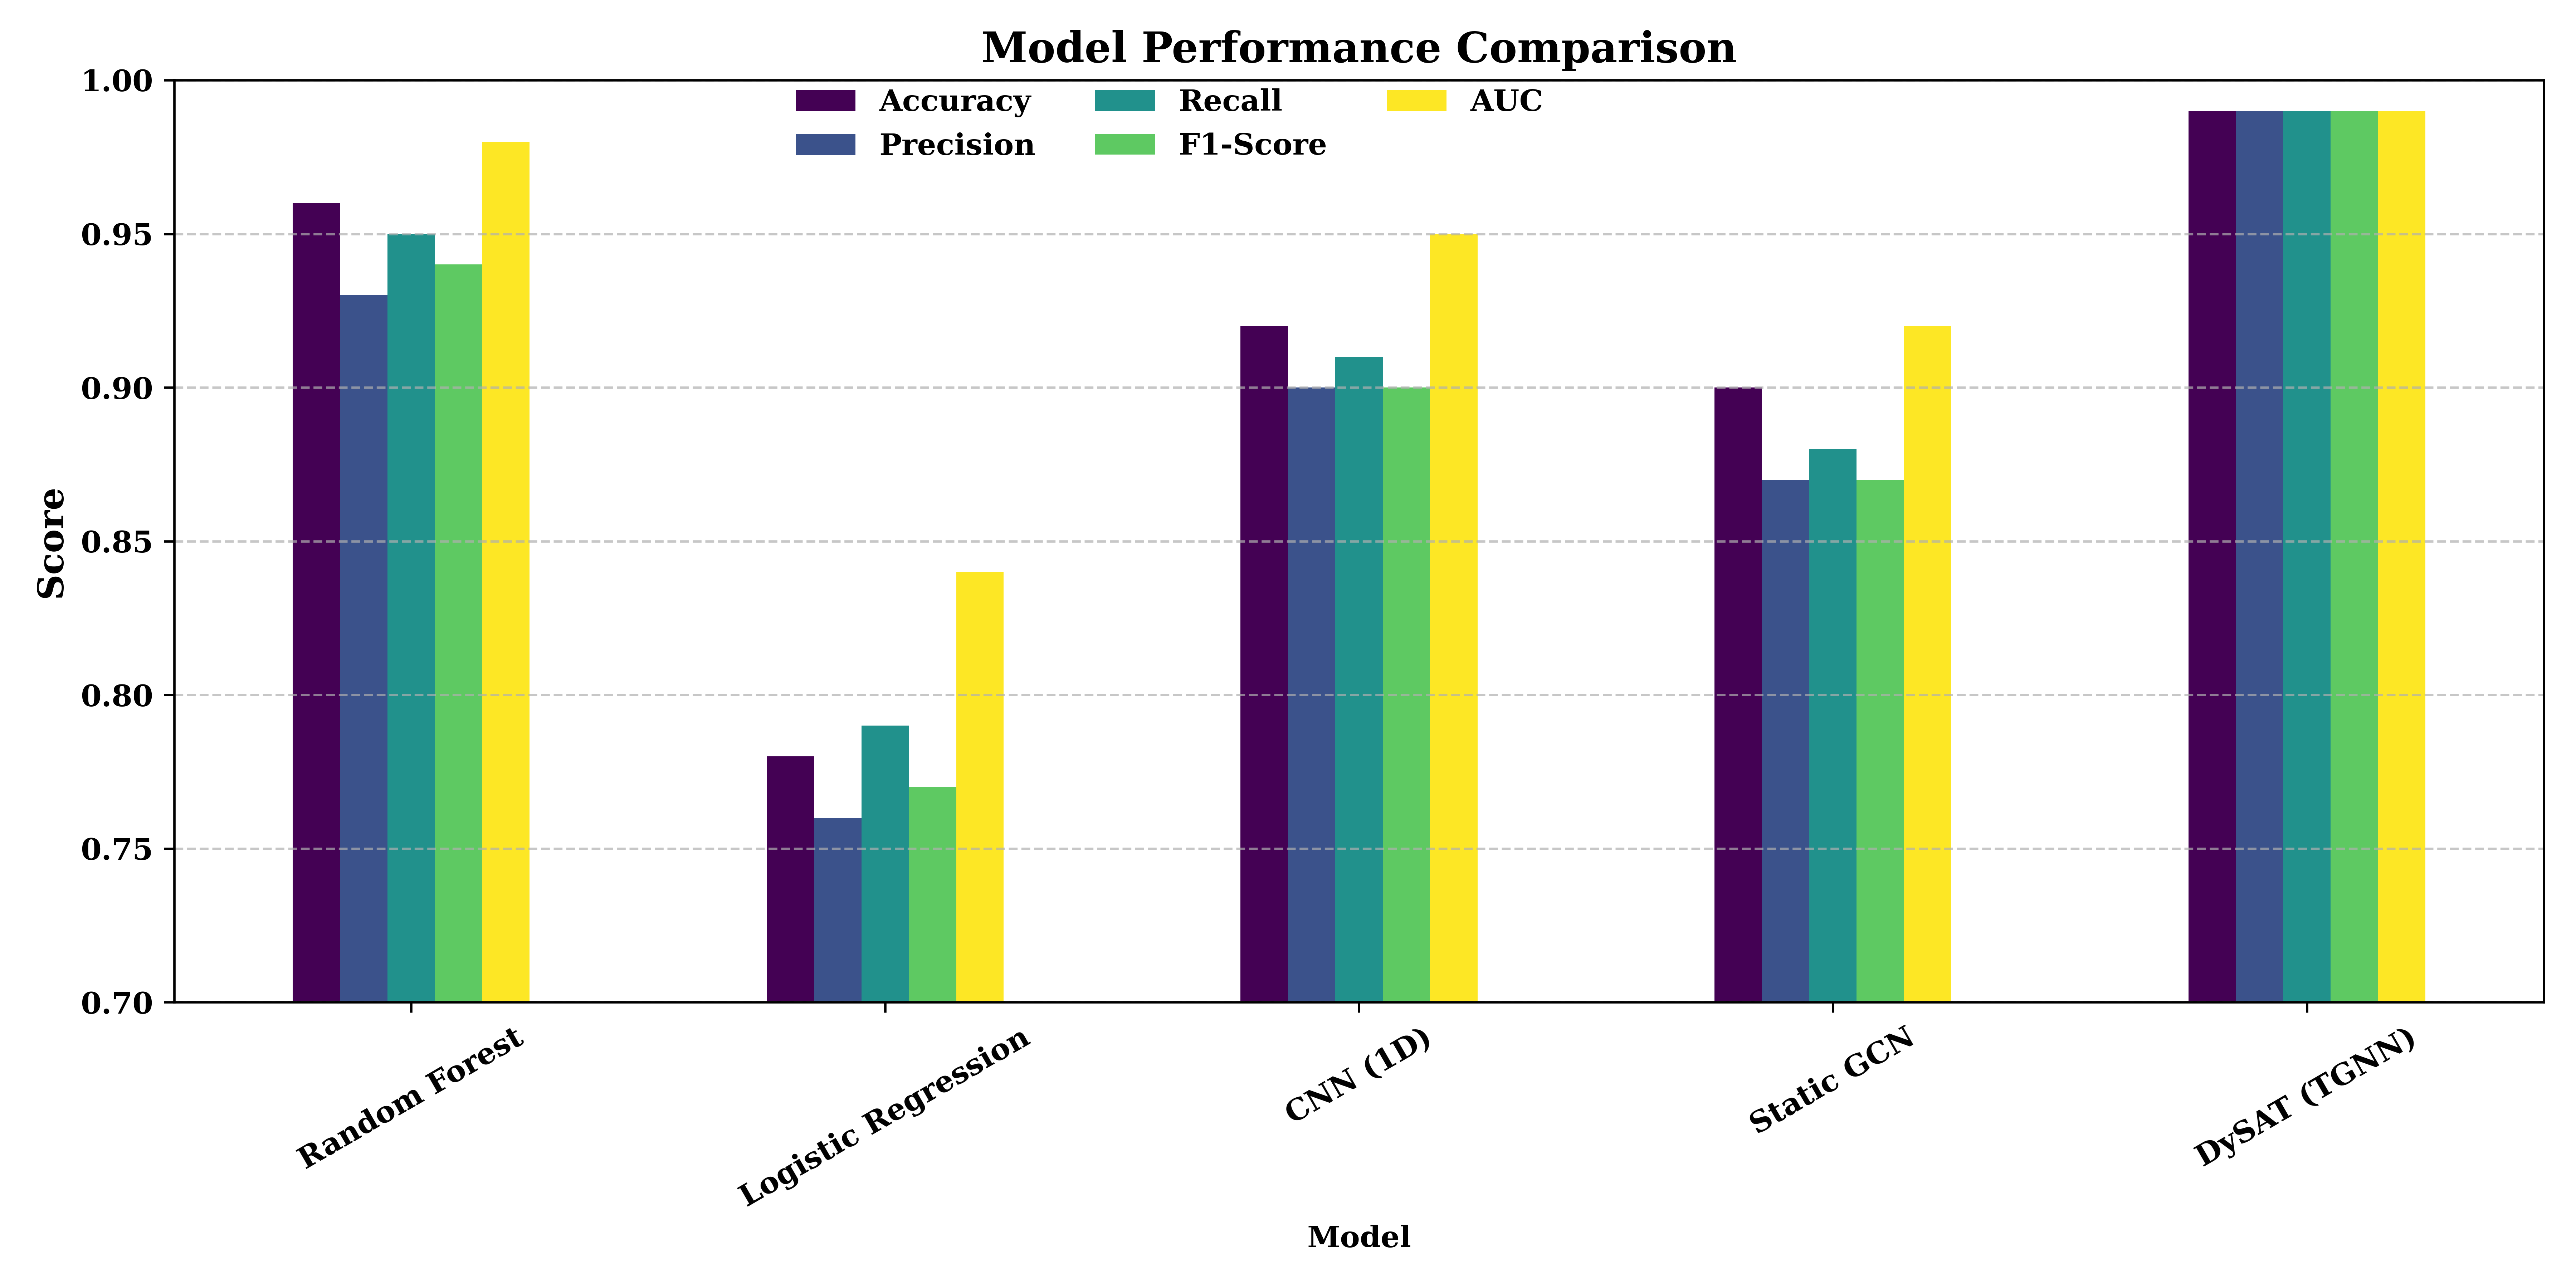 Model Performance Comparison
Accuracy Recall AUC
Precision F1-Score
1.00
0.95
0.90
0.85
0.80
0.75
0.70
Score
Random Forest
Logistic Regression
CNN (1D)
Static GCN
DySAT (TGNN)
Model